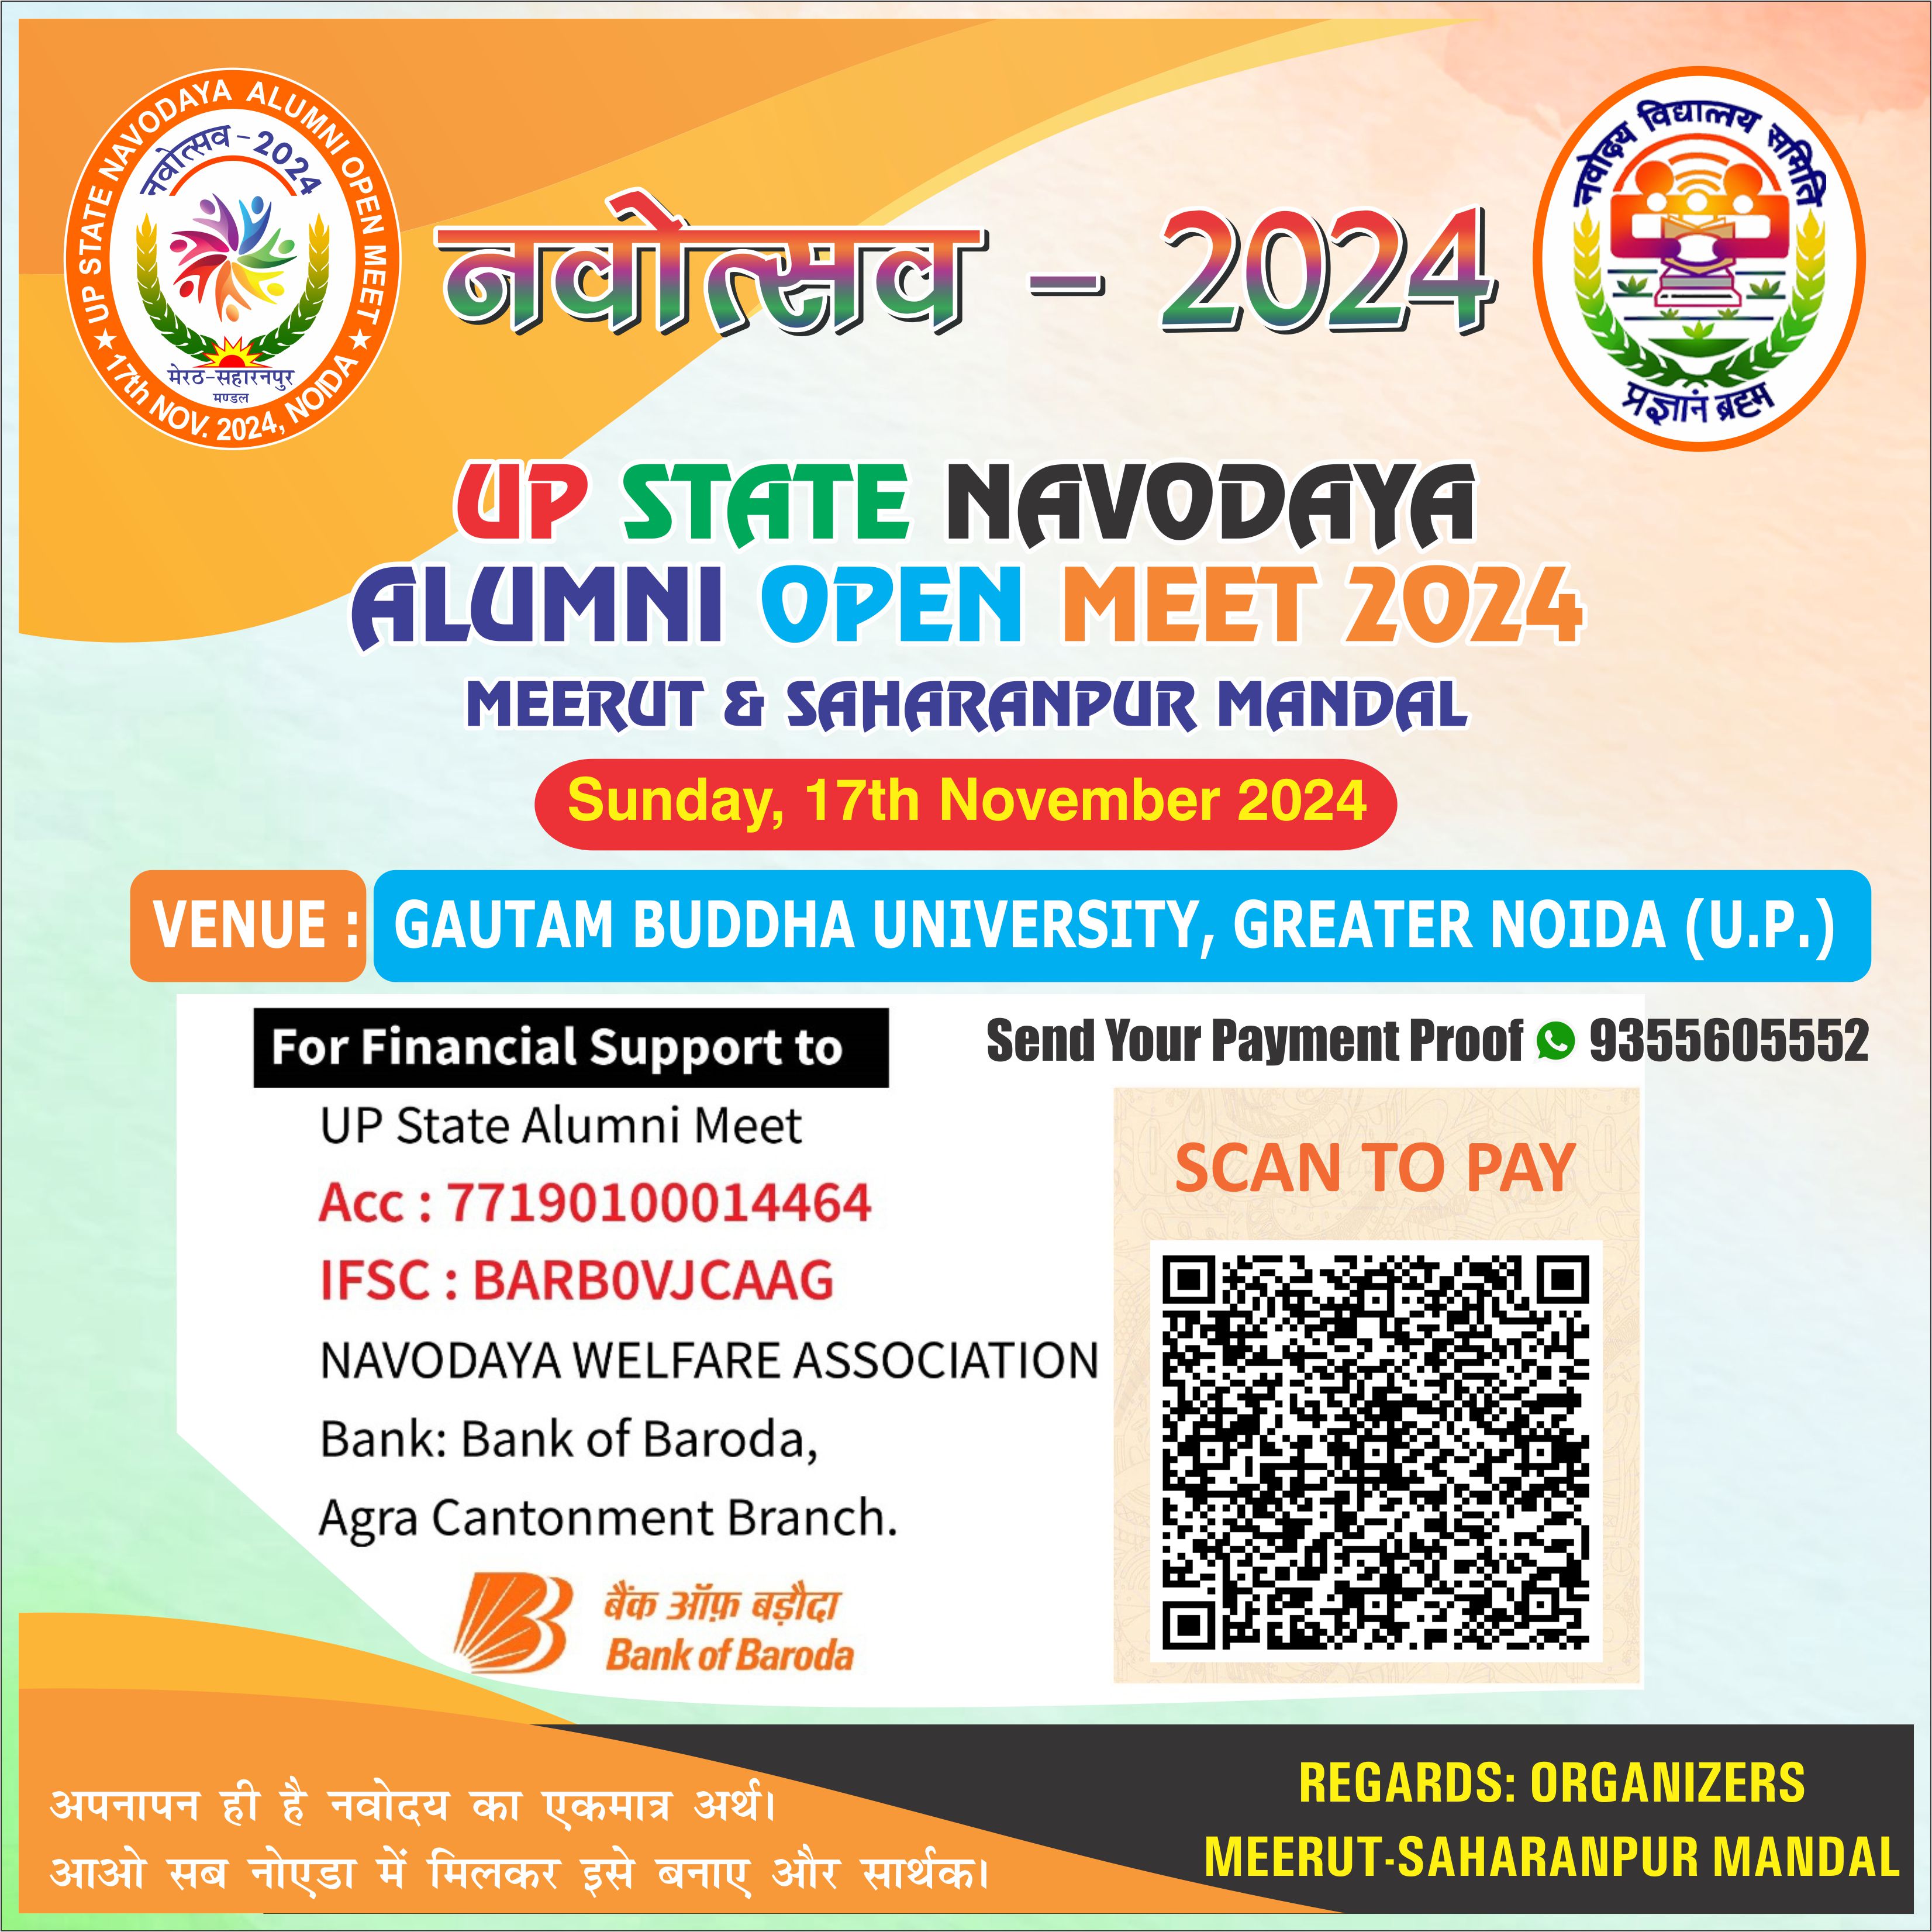 UP STATE NAVODAYA ALUMNI OPEN MEET
नवोत्सव - 2024
मेरठ-सहारनपुर
मण्डल
★ 17th NOV. 2024, NOIDA ★
नवोत्सव - 2024
नवोदय विद्यालय समिति
प्रज्ञानं ब्रह्म
UP STATE NAVODAYA
ALUMNI OPEN MEET 2024
MEERUT & SAHARANPUR MANDAL
Sunday, 17th November 2024
VENUE : GAUTAM BUDDHA UNIVERSITY, GREATER NOIDA (U.P.)
For Financial Support to
UP State Alumni Meet
Acc : 77190100014464
IFSC : BARB0VJCAAG
NAVODAYA WELFARE ASSOCIATION
Bank: Bank of Baroda,
Agra Cantonment Branch.
बैंक ऑफ़ बड़ौदा
Bank of Baroda
Send Your Payment Proof 9355605552
SCAN TO PAY
अपनापन ही है नवोदय का एकमात्र अर्थ।
आओ सब नोएडा में मिलकर इसे बनाए और सार्थक।
REGARDS: ORGANIZERS
MEERUT-SAHARANPUR MANDAL